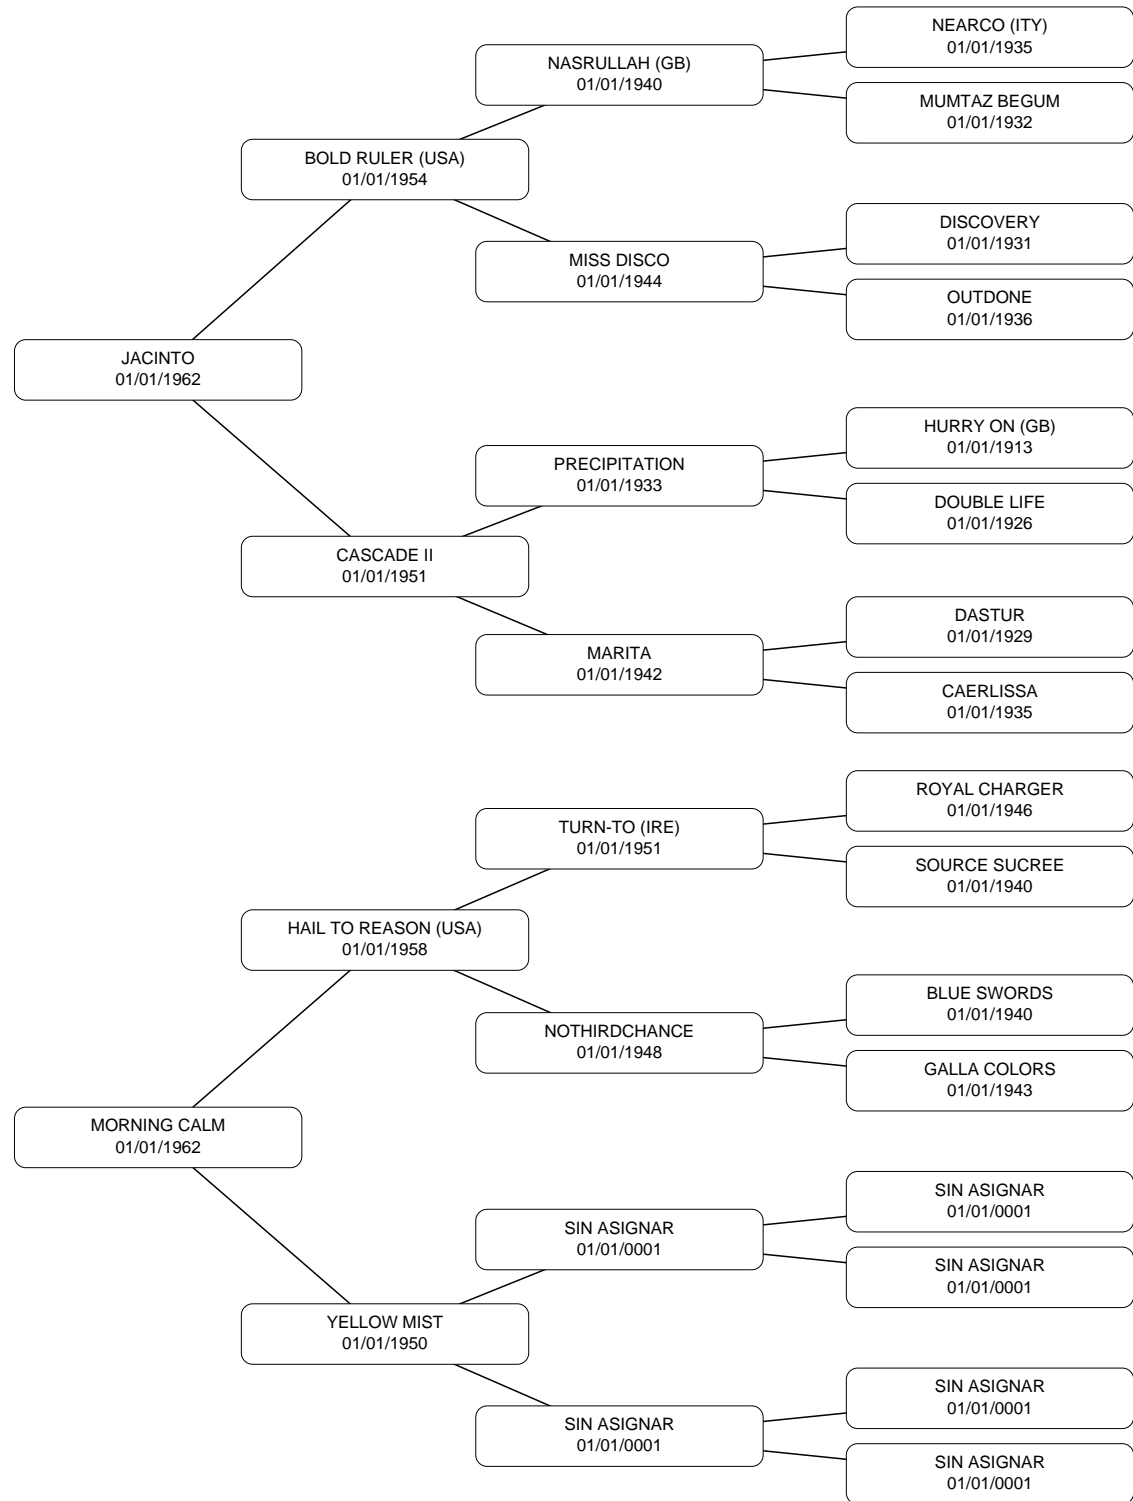 NEARCO (ITY)
01/01/1935
NASRULLAH (GB)
01/01/1940
MUMTAZ BEGUM
01/01/1932
BOLD RULER (USA)
01/01/1954
DISCOVERY
01/01/1931
MISS DISCO
01/01/1944
OUTDONE
01/01/1936
JACINTO
01/01/1962
HURRY ON (GB)
01/01/1913
PRECIPITATION
01/01/1933
DOUBLE LIFE
01/01/1926
CASCADE II
01/01/1951
DASTUR
01/01/1929
MARITA
01/01/1942
CAERLISSA
01/01/1935
ROYAL CHARGER
01/01/1946
TURN-TO (IRE)
01/01/1951
SOURCE SUCREE
01/01/1940
HAIL TO REASON (USA)
01/01/1958
BLUE SWORDS
01/01/1940
NOTHIRDCHANCE
01/01/1948
GALLA COLORS
01/01/1943
MORNING CALM
01/01/1962
SIN ASIGNAR
01/01/0001
SIN ASIGNAR
01/01/0001
SIN ASIGNAR
01/01/0001
YELLOW MIST
01/01/1950
SIN ASIGNAR
01/01/0001
SIN ASIGNAR
01/01/0001
SIN ASIGNAR
01/01/0001